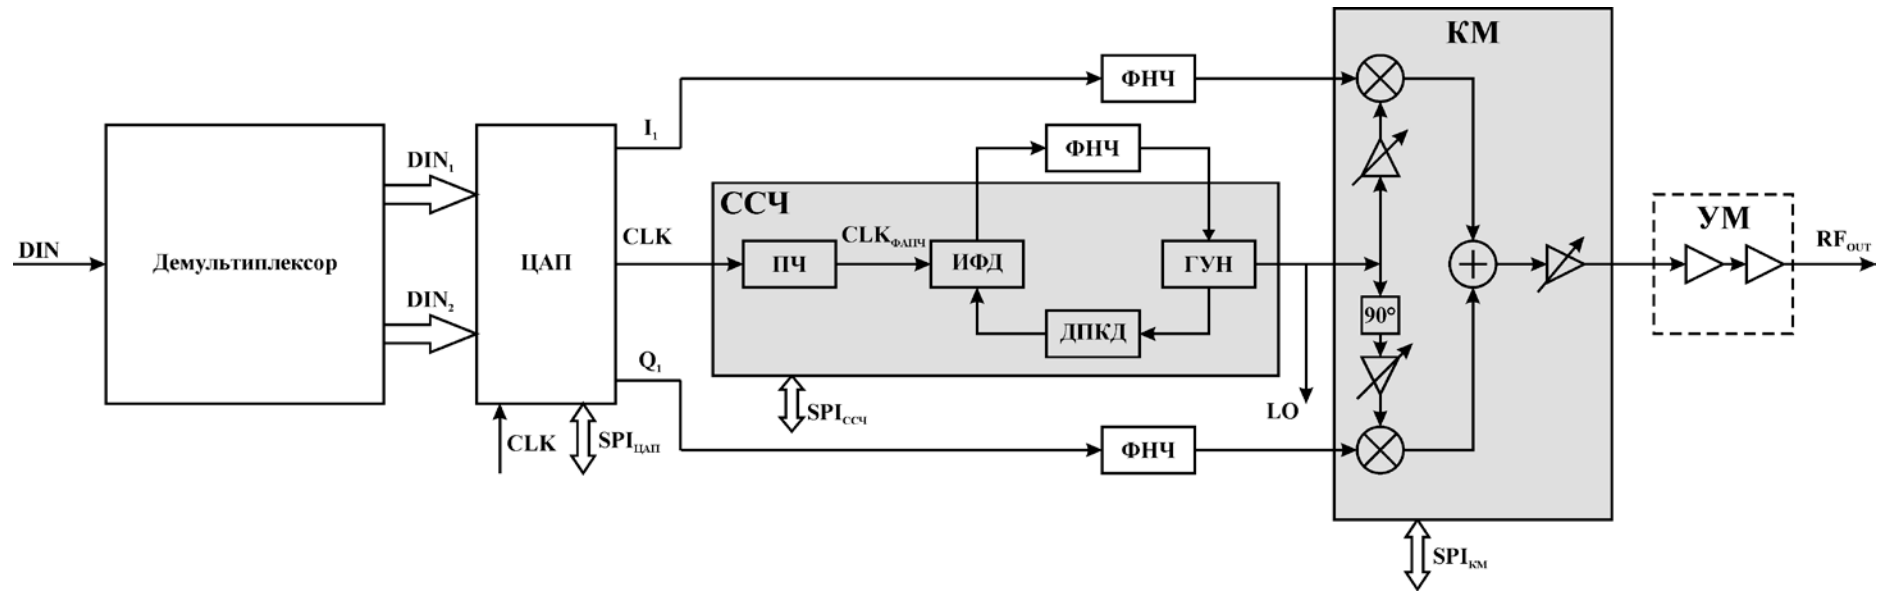 КМ
ФНЧ
I₁
DIN₁
ФНЧ
ССЧ
УМ
DIN
Демультиплексор
ЦАП
CLK
ПЧ
CLKФАПЧ
ИФД
ГУН
RFOUT
DIN₂
90°
ДПКД
Q₁
SPIССЧ
LO
CLK
SPIЦАП
ФНЧ
SPIКМ